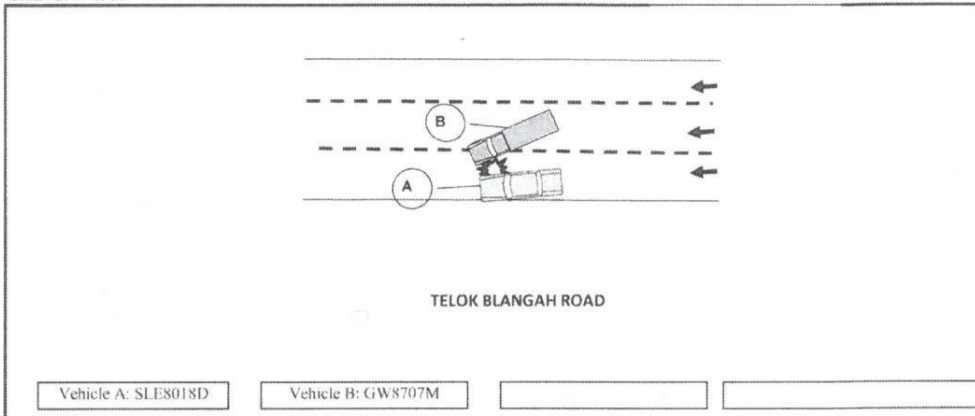 B
A
TELOK BLANGAH ROAD
Vehicle A: SLE8018D
Vehicle B: GW8707M